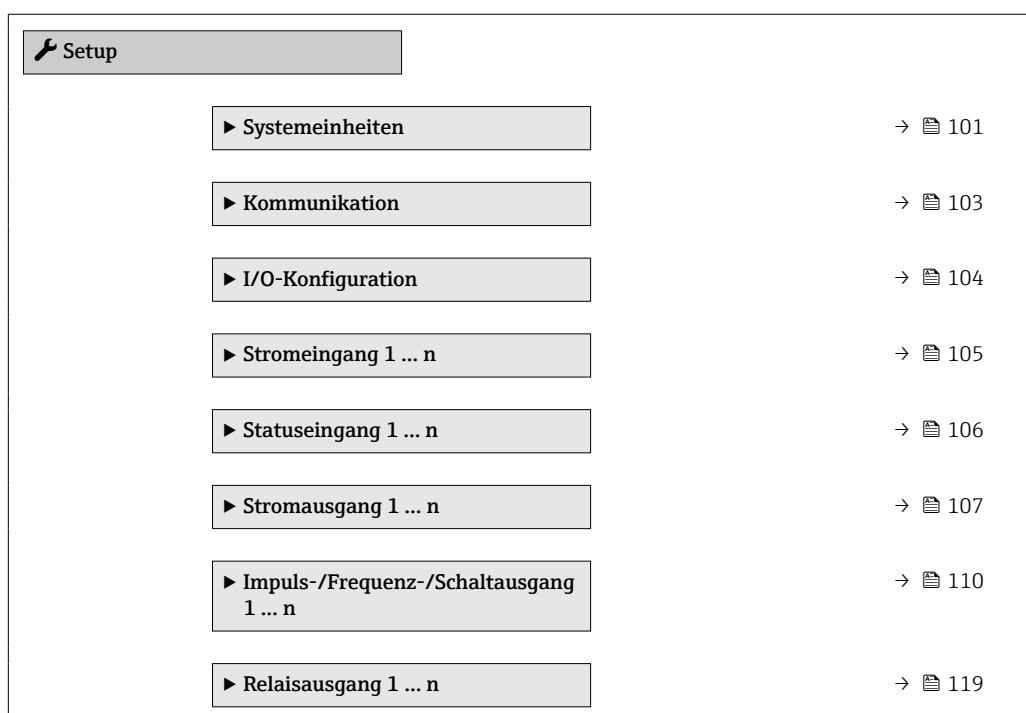 Setup
▶ Systemeinheiten → 101
▶ Kommunikation → 103
▶ I/O-Konfiguration → 104
▶ Stromeingang 1 … n → 105
▶ Statuseingang 1 … n → 106
▶ Stromausgang 1 … n → 107
▶ Impuls-/Frequenz-/Schaltausgang → 110
1 … n
▶ Relaisausgang 1 … n → 119